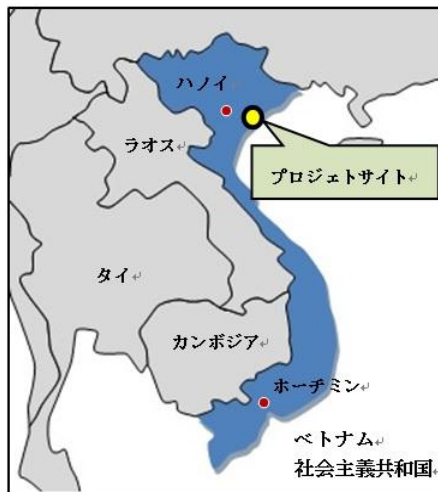 ハノイ
ラオス
プロジェトサイト
タイ
カンボジア
ホーチミン
ベトナム
社会主義共和国